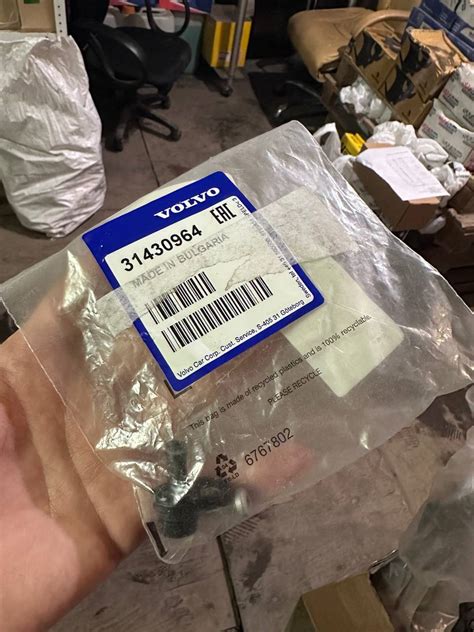 VOLVO
EAC
31430964
MADE IN BULGARIA
Volvo Car Corp. Cust. Service, S-405 31 Göteborg
This bag is made of recycled plastics and is 100% recyclable.
PLEASE RECYCLE
6767802